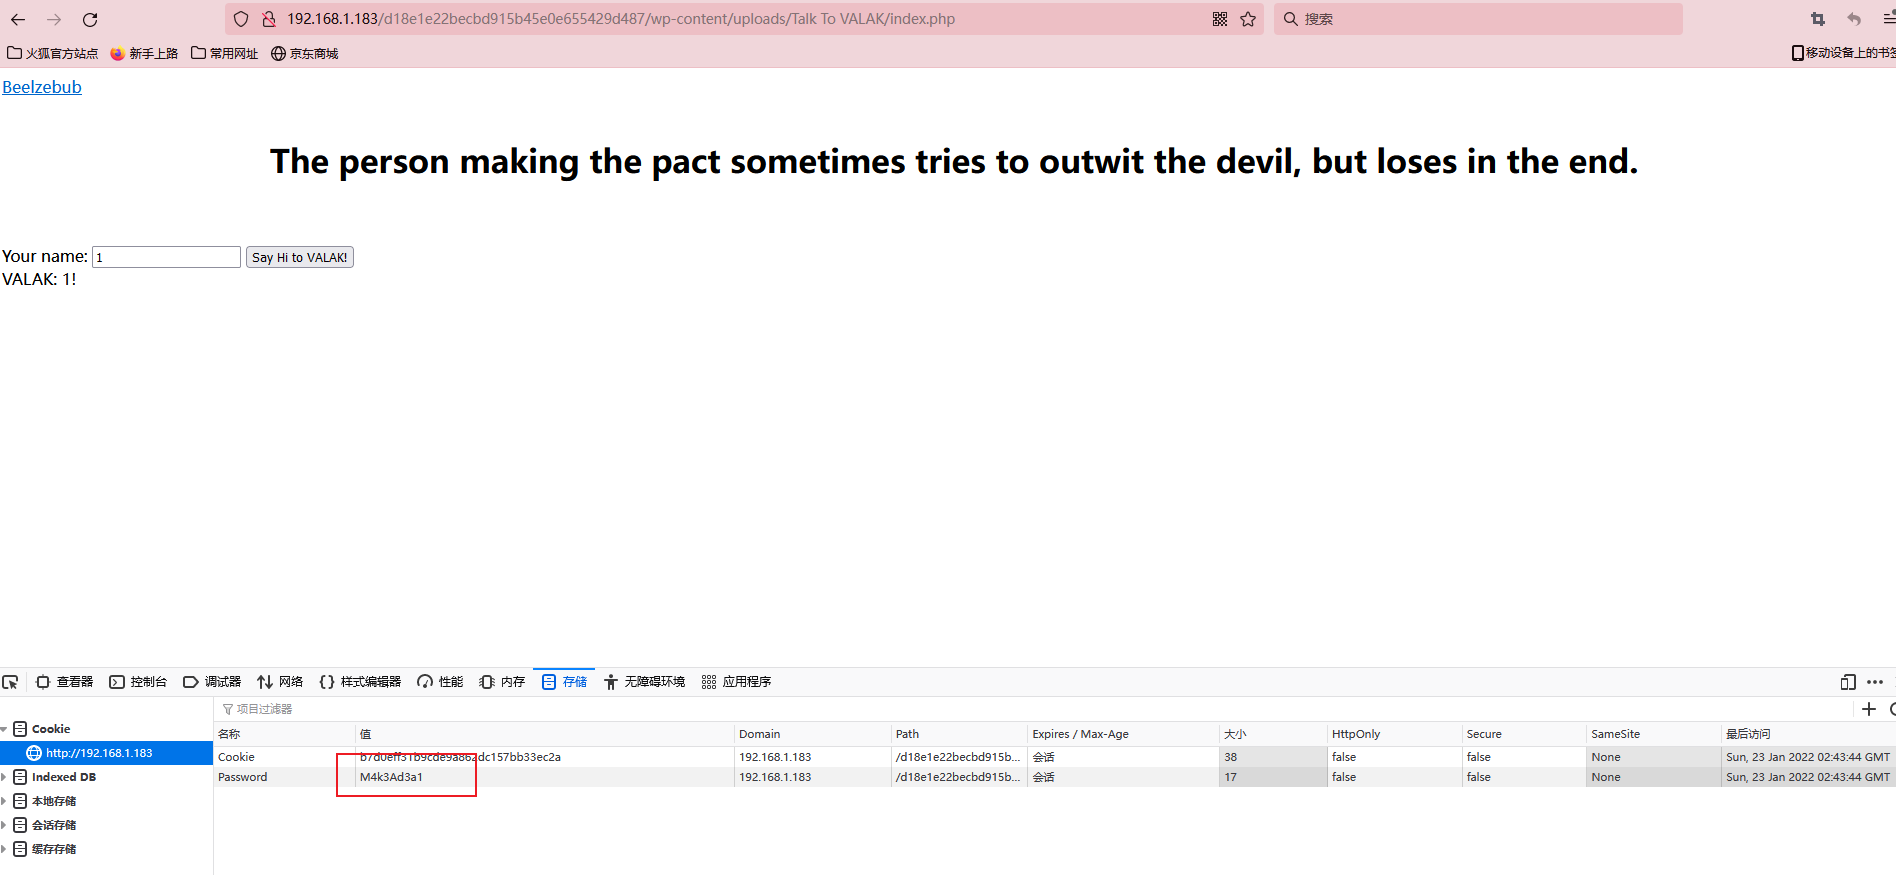 192.168.1.183/d18e1e22becbd915b45e0e655429d487/wp-content/uploads/Talk To VALAK/index.php
搜索
火狐官方站点 新手上路 常用网址 京东商城
移动设备上的书签
Beelzebub
The person making the pact sometimes tries to outwit the devil, but loses in the end.
Your name: 1 Say Hi to VALAK!
VALAK: 1!
查看器 控制台 调试器 网络 样式编辑器 性能 内存 存储 无障碍环境 应用程序
项目过滤器
Cookie
http://192.168.1.183
Indexed DB
本地存储
会话存储
缓存存储
名称 值 Domain Path Expires / Max-Age 大小 HttpOnly Secure SameSite 最后访问
Cookie b7d0eff31b9cde9a862dc157bb33ec2a 192.168.1.183 /d18e1e22becbd915b... 会话 38 false false None Sun, 23 Jan 2022 02:43:44 GMT
Password M4k3Ad3a1 192.168.1.183 /d18e1e22becbd915b... 会话 17 false false None Sun, 23 Jan 2022 02:43:44 GMT